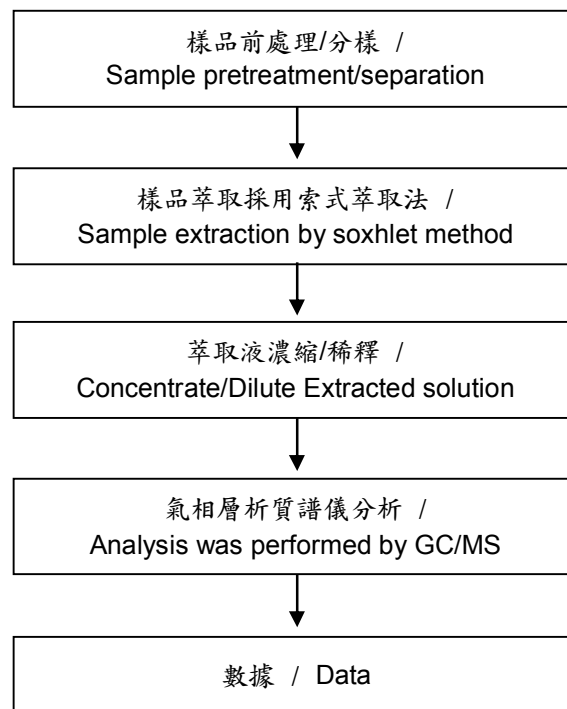 樣品前處理/分樣 /
Sample pretreatment/separation
樣品萃取採用索式萃取法 /
Sample extraction by soxhlet method
萃取液濃縮/稀釋 /
Concentrate/Dilute Extracted solution
氣相層析質譜儀分析 /
Analysis was performed by GC/MS
數據 / Data